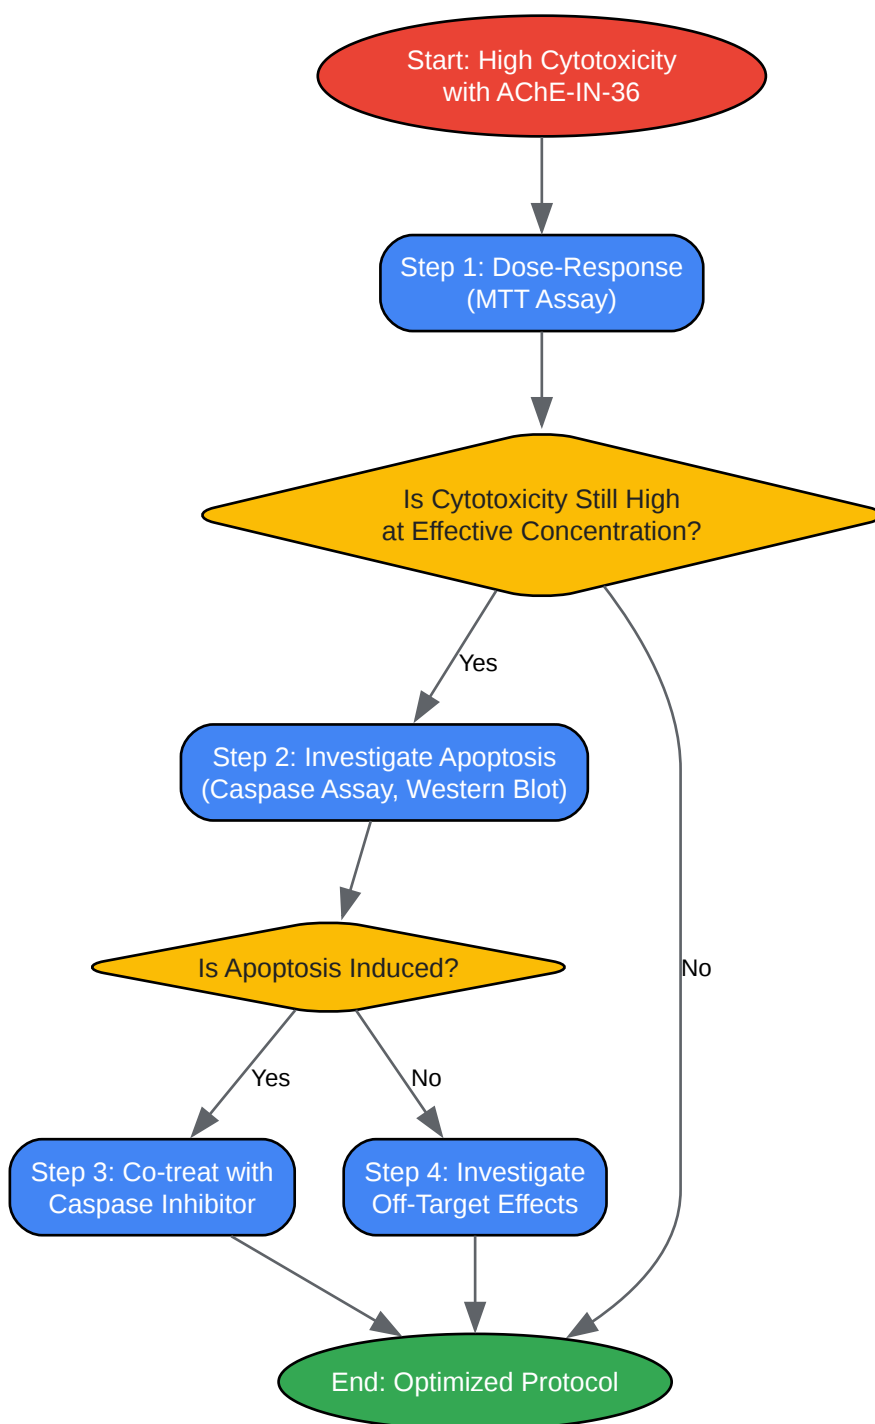 Start: High Cytotoxicity
with AChE-IN-36
Step 1: Dose-Response
(MTT Assay)
Is Cytotoxicity Still High
at Effective Concentration?
Yes
Step 2: Investigate Apoptosis
(Caspase Assay, Western Blot)
Is Apoptosis Induced?
No
Yes
No
Step 3: Co-treat with
Caspase Inhibitor
Step 4: Investigate
Off-Target Effects
End: Optimized Protocol